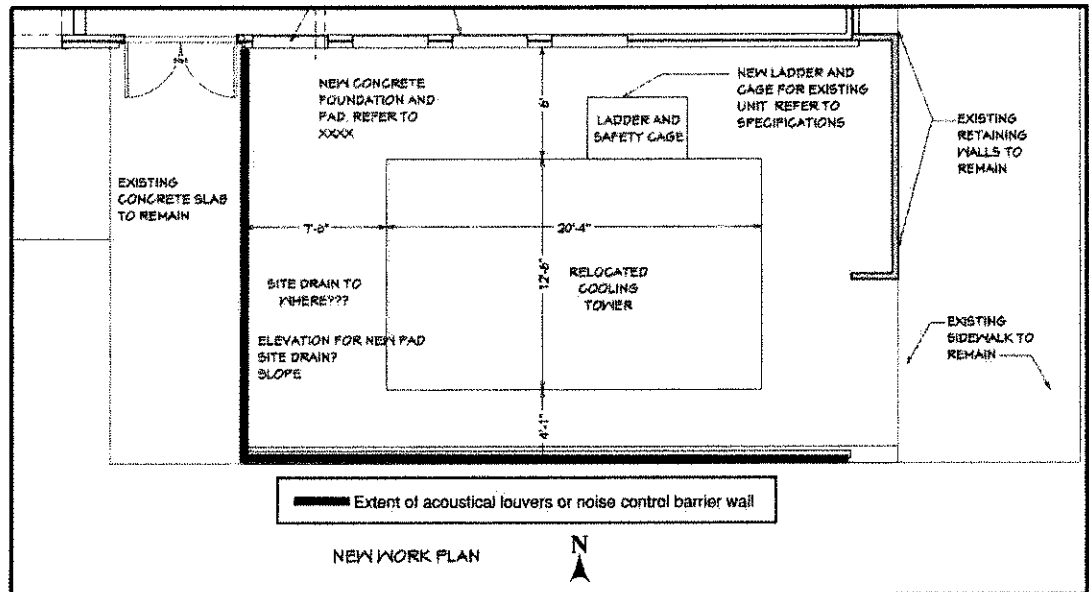 NEW CONCRETE
FOUNDATION AND
PAD. REFER TO
XXXX
6'
NEW LADDER AND
CAGE FOR EXISTING
UNIT REFER TO
SPECIFICATIONS
LADDER AND
SAFETY CAGE
EXISTING
RETAINING
WALLS TO
REMAIN
EXISTING
CONCRETE SLAB
TO REMAIN
7'-6"
20'-4"
12'-6"
SITE DRAIN TO
WHERE???
RELOCATED
COOLING
TOWER
ELEVATION FOR NEW PAD
SITE DRAIN?
SLOPE
EXISTING
SIDEWALK TO
REMAIN
4'-1"
Extent of acoustical louvers or noise control barrier wall
NEW WORK PLAN
N